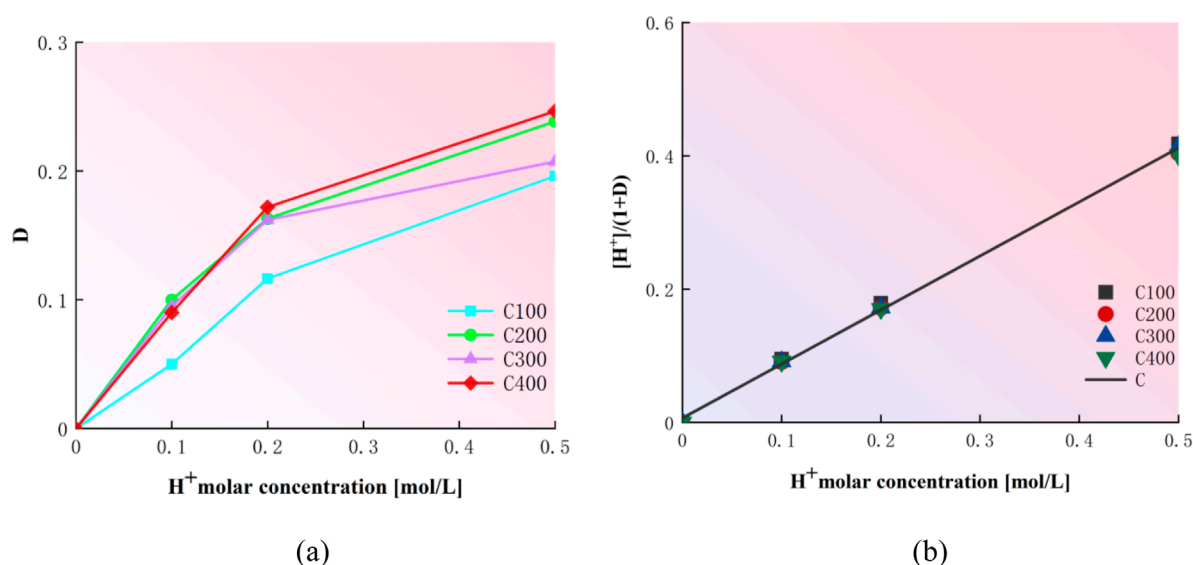 0.3
0.2
0.1
0
D
0 0.1 0.2 0.3 0.4 0.5
H+ molar concentration [mol/L]
C100
C200
C300
C400
(a)
0.6
0.4
0.2
0
[H+]/(1+D)
0 0.1 0.2 0.3 0.4 0.5
H+ molar concentration [mol/L]
C100
C200
C300
C400
C
(b)